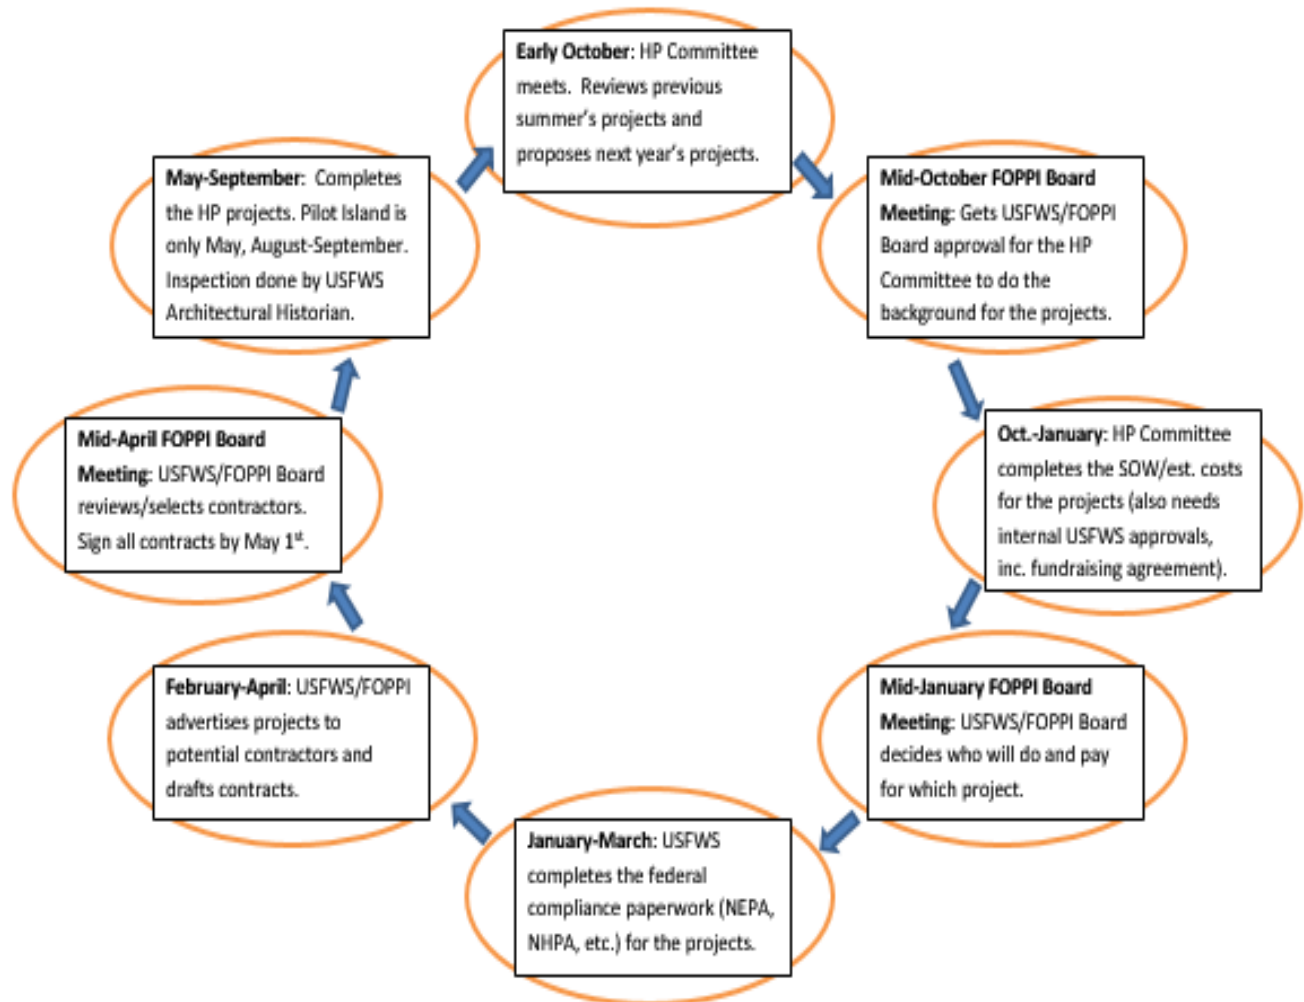 Early October: HP Committee
meets. Reviews previous
summer's projects and
proposes next year's projects.
Mid-October FOPPI Board
Meeting: Gets USFWS/FOPPI
Board approval for the HP
Committee to do the
background for the projects.
Oct.-January: HP Committee
completes the SOW/est. costs
for the projects (also needs
internal USFWS approvals,
inc. fundraising agreement).
Mid-January FOPPI Board
Meeting: USFWS/FOPPI Board
decides who will do and pay
for which project.
January-March: USFWS
completes the federal
compliance paperwork (NEPA,
NHPA, etc.) for the projects.
February-April: USFWS/FOPPI
advertises projects to
potential contractors and
drafts contracts.
Mid-April FOPPI Board
Meeting: USFWS/FOPPI Board
reviews/selects contractors.
Sign all contracts by May 1st.
May-September: Completes
the HP projects. Pilot Island is
only May, August-September.
Inspection done by USFWS
Architectural Historian.